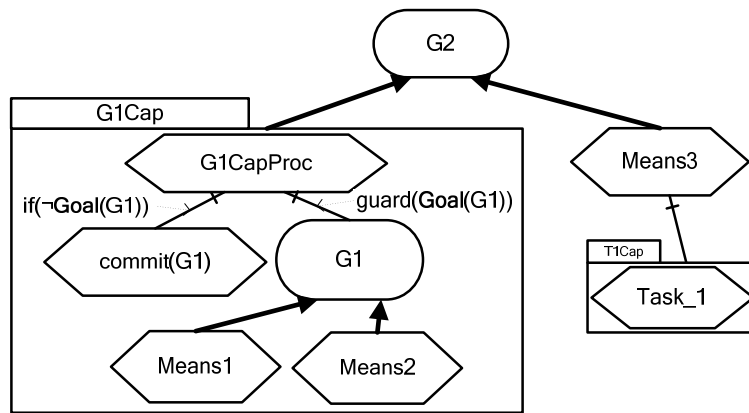 G2
G1Cap
G1CapProc
Means3
if(¬Goal(G1))
guard(Goal(G1))
commit(G1)
G1
T1Cap
Task_1
Means1
Means2